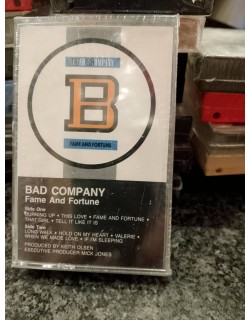 BAD COMPANY
B
FAME AND FORTUNE
BAD COMPANY
Fame And Fortune
Side One
BURNING UP • THIS LOVE • FAME AND FORTUNE •
THAT GIRL • TELL IT LIKE IT IS
Side Two
LONG WALK • HOLD ON MY HEART • VALERIE •
WHEN WE MADE LOVE • IF I'M SLEEPING
PRODUCED BY KEITH OLSEN
EXECUTIVE PRODUCER MICK JONES